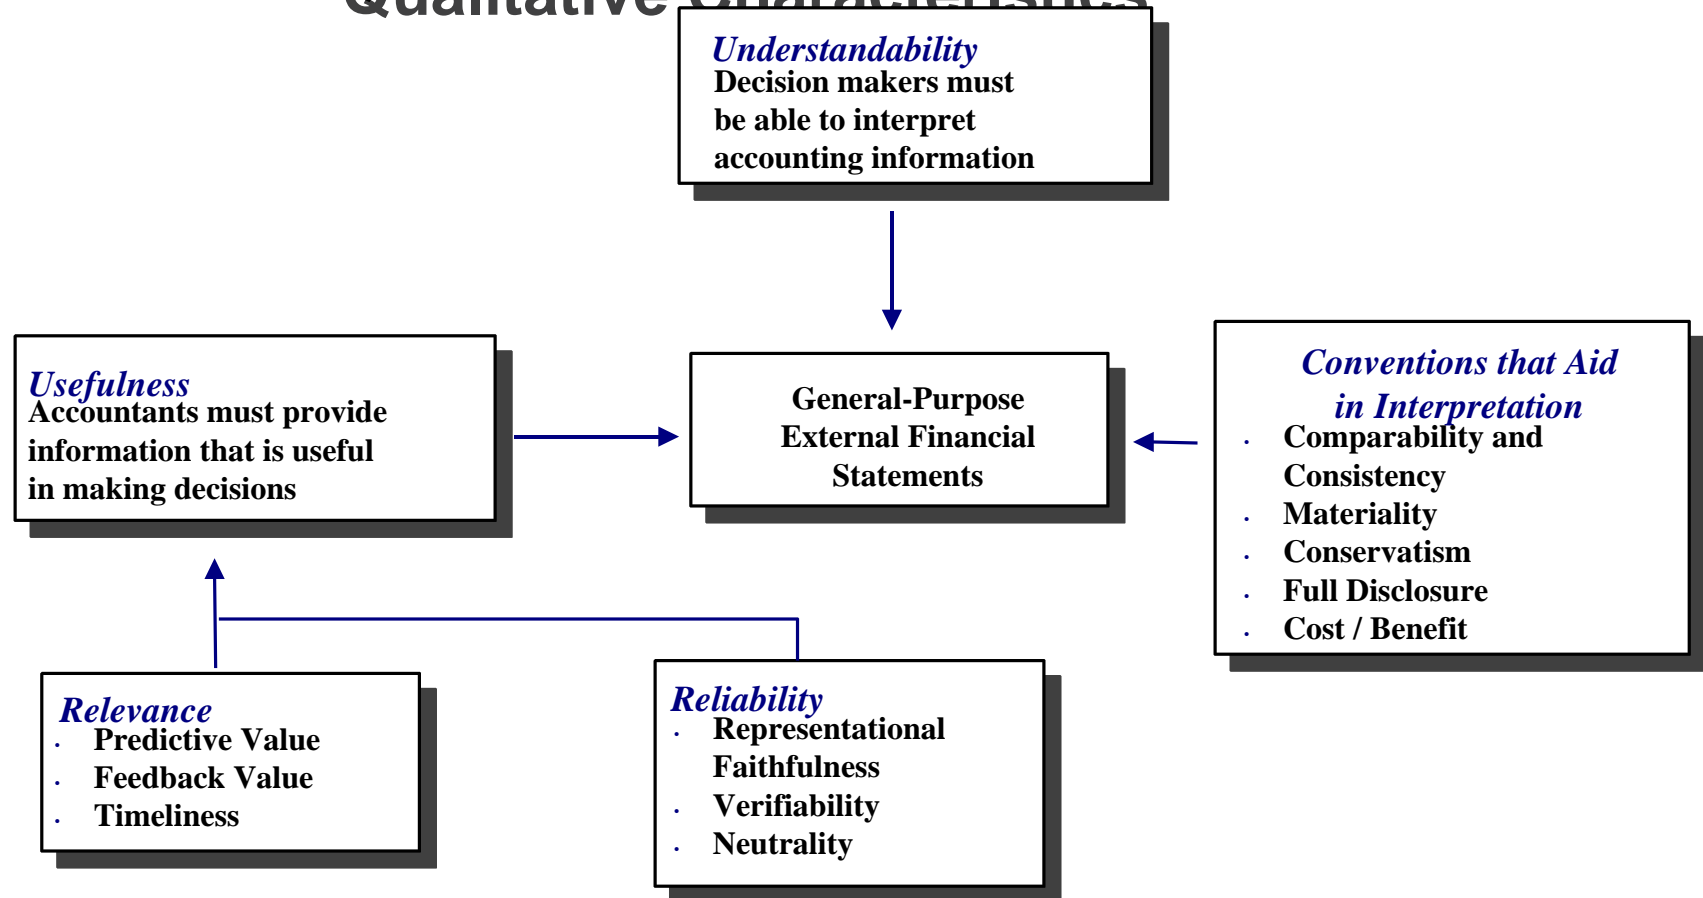 Qualitative Characteristics
Understandability
Decision makers must
be able to interpret
accounting information
Usefulness
Accountants must provide
information that is useful
in making decisions
General-Purpose
External Financial
Statements
Conventions that Aid
in Interpretation
· Comparability and
Consistency
· Materiality
· Conservatism
· Full Disclosure
· Cost / Benefit
Relevance
· Predictive Value
· Feedback Value
· Timeliness
Reliability
· Representational
Faithfulness
· Verifiability
· Neutrality